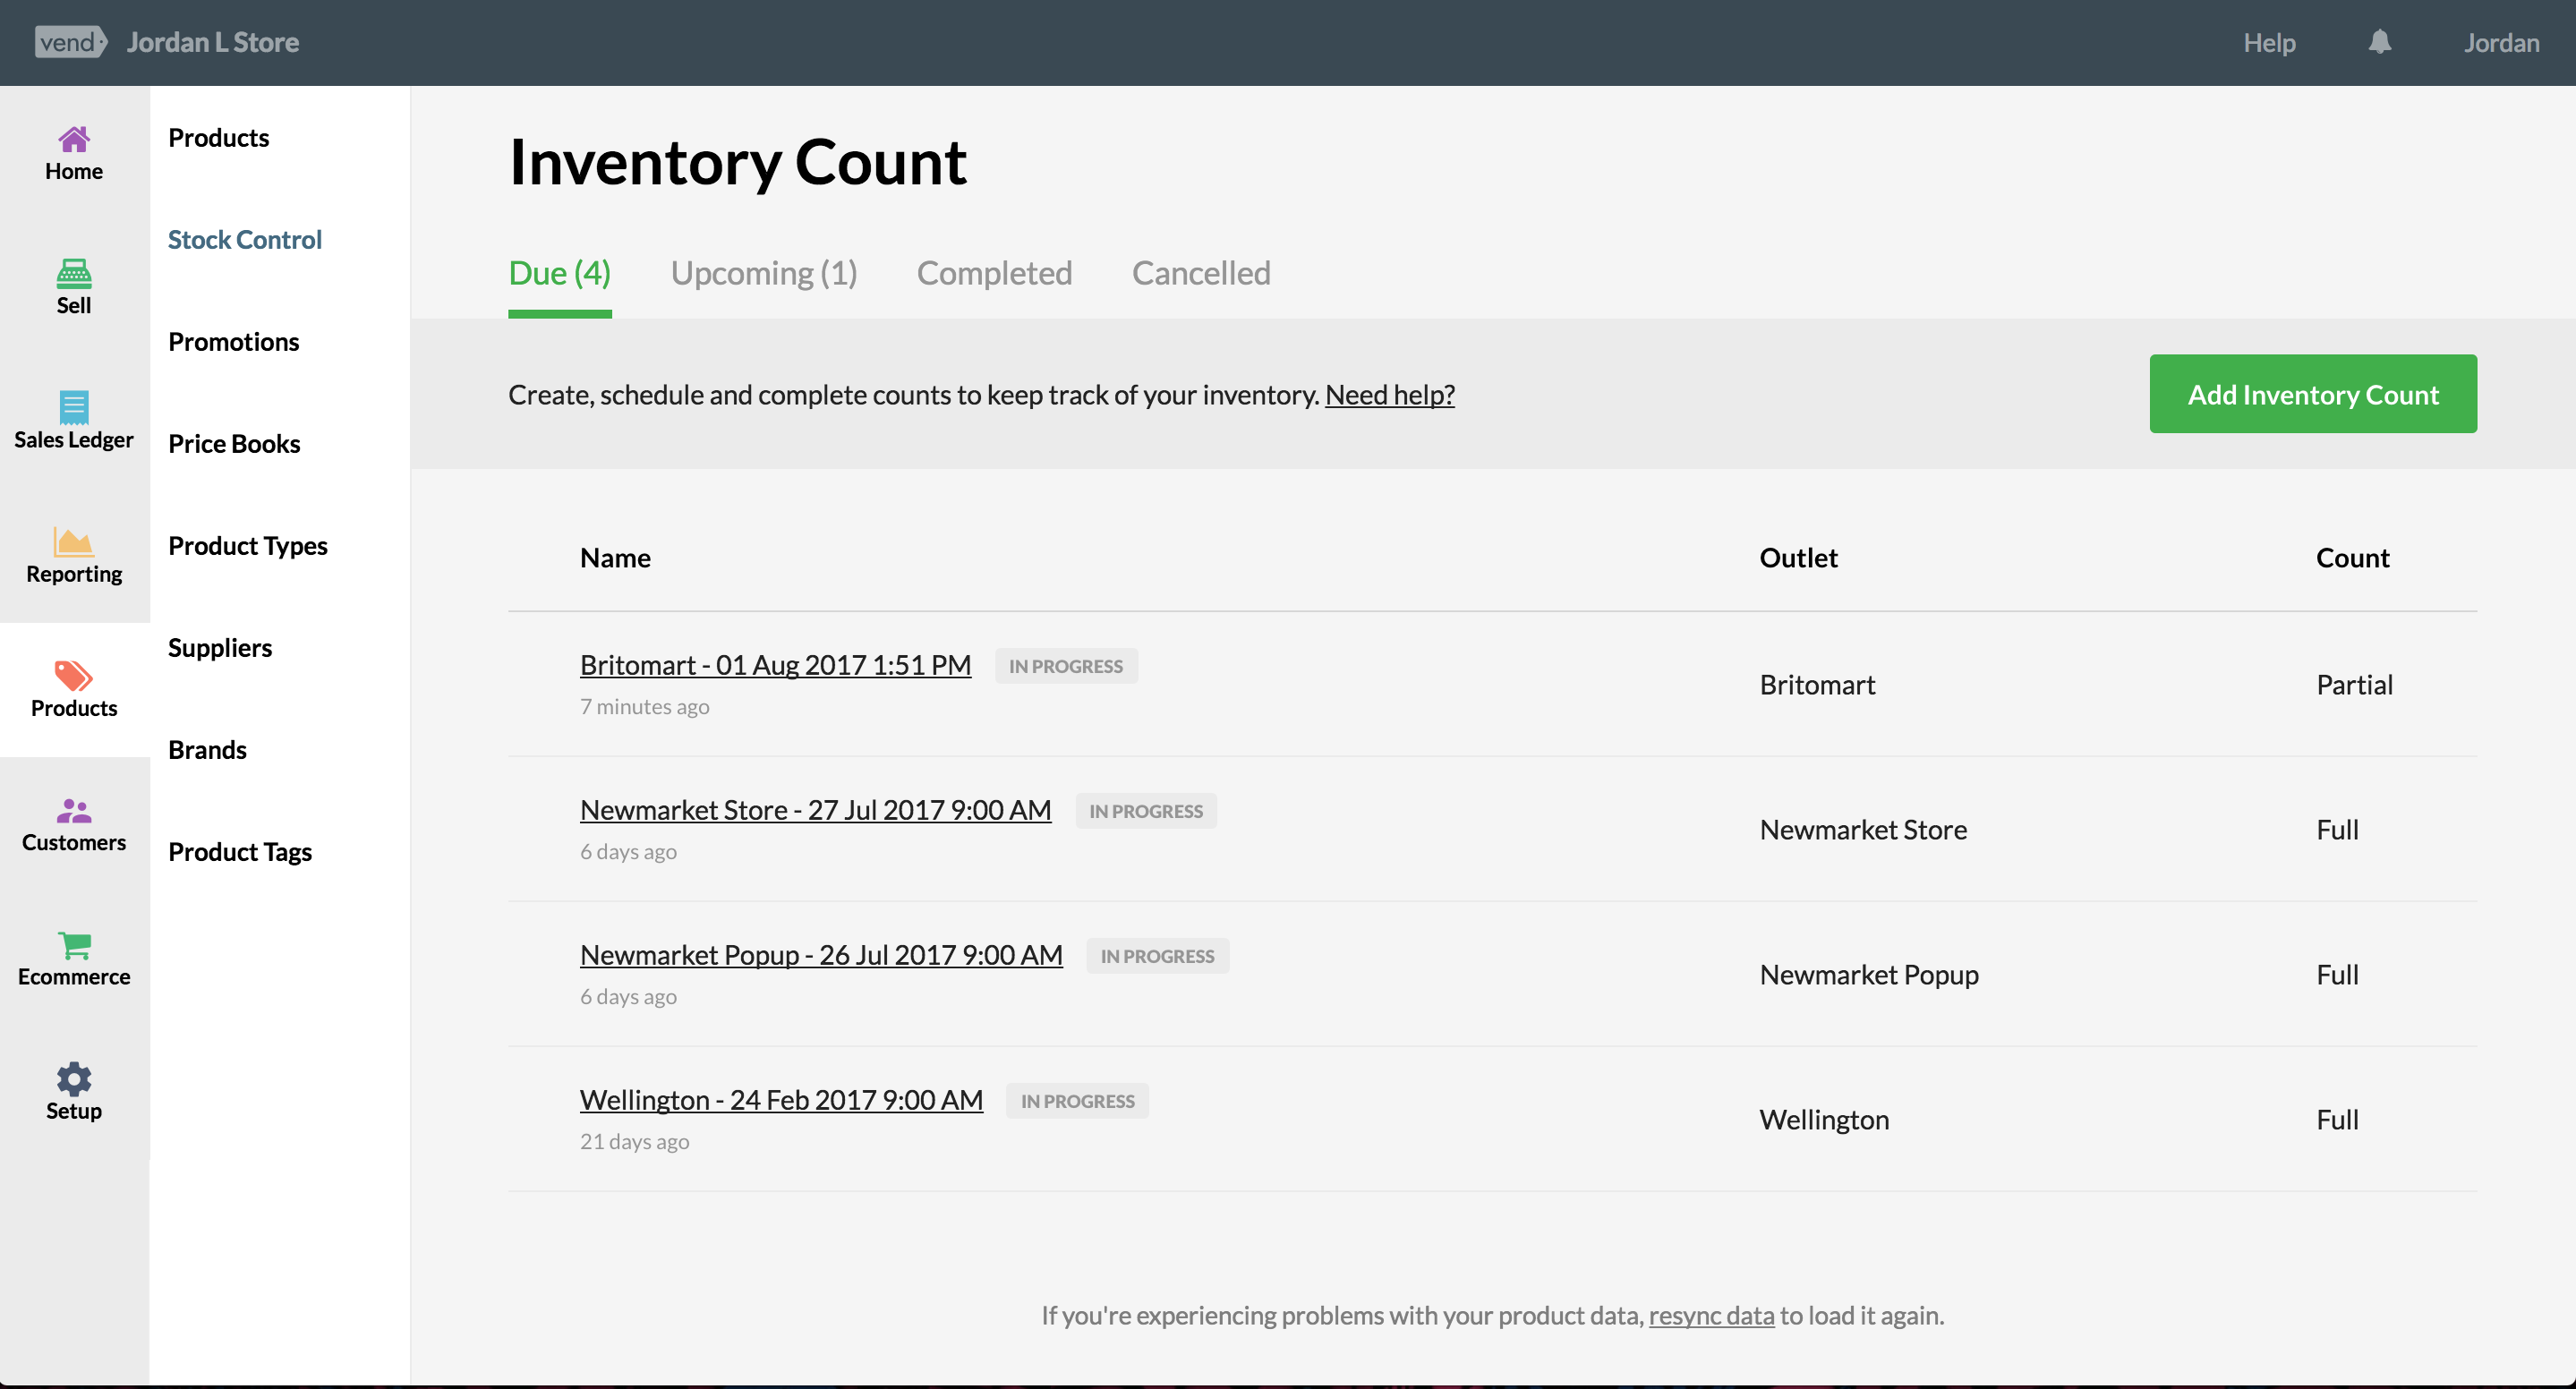 vend Jordan L Store
Help Jordan
Home
Sell
Sales Ledger
Reporting
Products
Customers
Ecommerce
Setup
Products
Stock Control
Promotions
Price Books
Product Types
Suppliers
Brands
Product Tags
Inventory Count
Due (4) Upcoming (1) Completed Cancelled
Create, schedule and complete counts to keep track of your inventory. Need help?
Add Inventory Count
Name Outlet Count
Britomart - 01 Aug 2017 1:51 PM IN PROGRESS
7 minutes ago
Britomart Partial
Newmarket Store - 27 Jul 2017 9:00 AM IN PROGRESS
6 days ago
Newmarket Store Full
Newmarket Popup - 26 Jul 2017 9:00 AM IN PROGRESS
6 days ago
Newmarket Popup Full
Wellington - 24 Feb 2017 9:00 AM IN PROGRESS
21 days ago
Wellington Full
If you're experiencing problems with your product data, resync data to load it again.